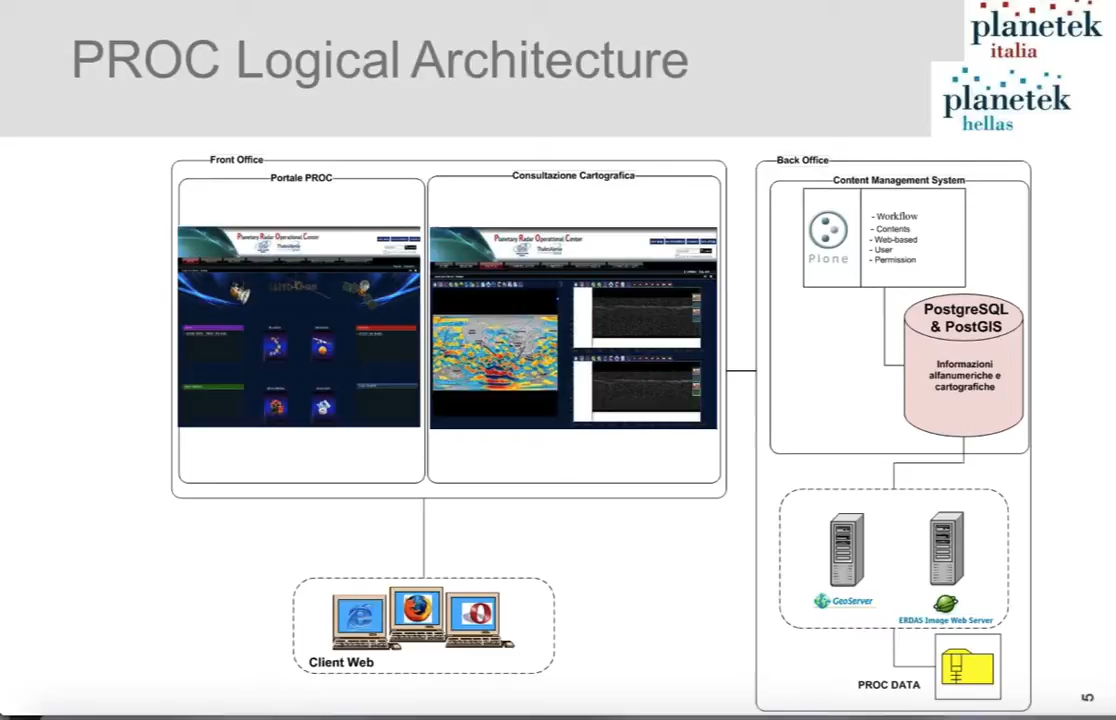 PROC Logical Architecture
planetek
italia
planetek
hellas
Front Office
Portale PROC
Consultazione Cartografica
Planetary Radar Operational Center
Planetary Radar Operational Center
Client Web
Back Office
Content Management System
Plone
- Workflow
- Contents
- Web-based
- User
- Permission
PostgreSQL
& PostGIS
Informazioni
alfanumeriche e
cartografiche
GeoServer
ERDAS Image Web Server
PROC DATA
5